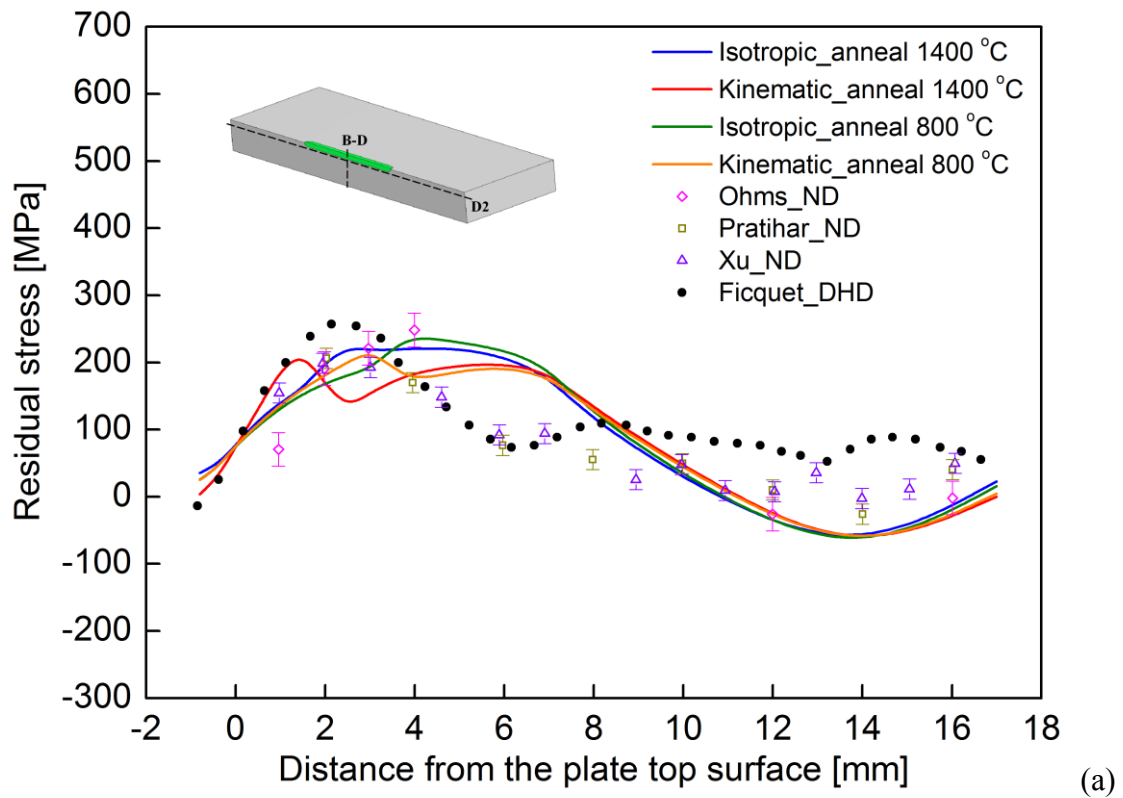 700
600
500
400
300
200
100
0
-100
-200
-300
Residual stress [MPa]
Isotropic_anneal 1400 °C
Kinematic_anneal 1400 °C
Isotropic_anneal 800 °C
Kinematic_anneal 800 °C
Ohms_ND
Pratihar_ND
Xu_ND
Ficquet_DHD
B-D
D2
-2 0 2 4 6 8 10 12 14 16 18
Distance from the plate top surface [mm]
(a)